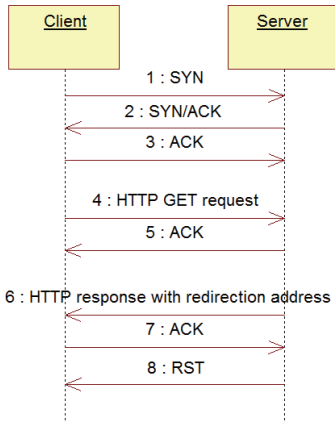 Client
Server
1 : SYN
2 : SYN/ACK
3 : ACK
4 : HTTP GET request
5 : ACK
6 : HTTP response with redirection address
7 : ACK
8 : RST